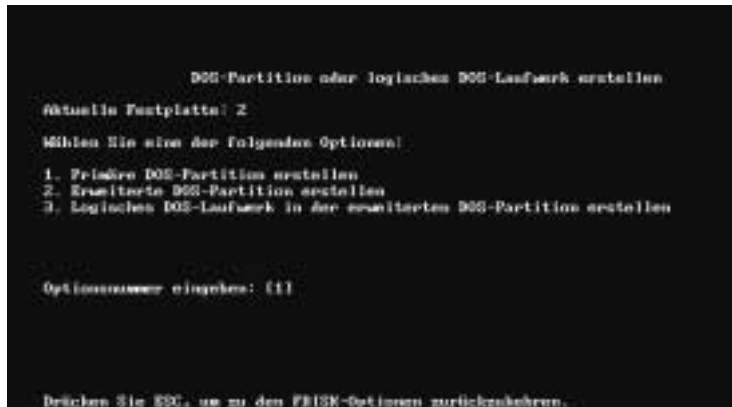 DOS-Partition oder logisches DOS-Laufwerk erstellen
Aktuelle Festplatte: 2
Wählen Sie eine der folgenden Optionen:
1. Primäre DOS-Partition erstellen
2. Erweiterte DOS-Partition erstellen
3. Logisches DOS-Laufwerk in der erweiterten DOS-Partition erstellen
Optionsnummer eingeben: [1]
Drücken Sie ESC, um zu den FDISK-Optionen zurückzukehren.